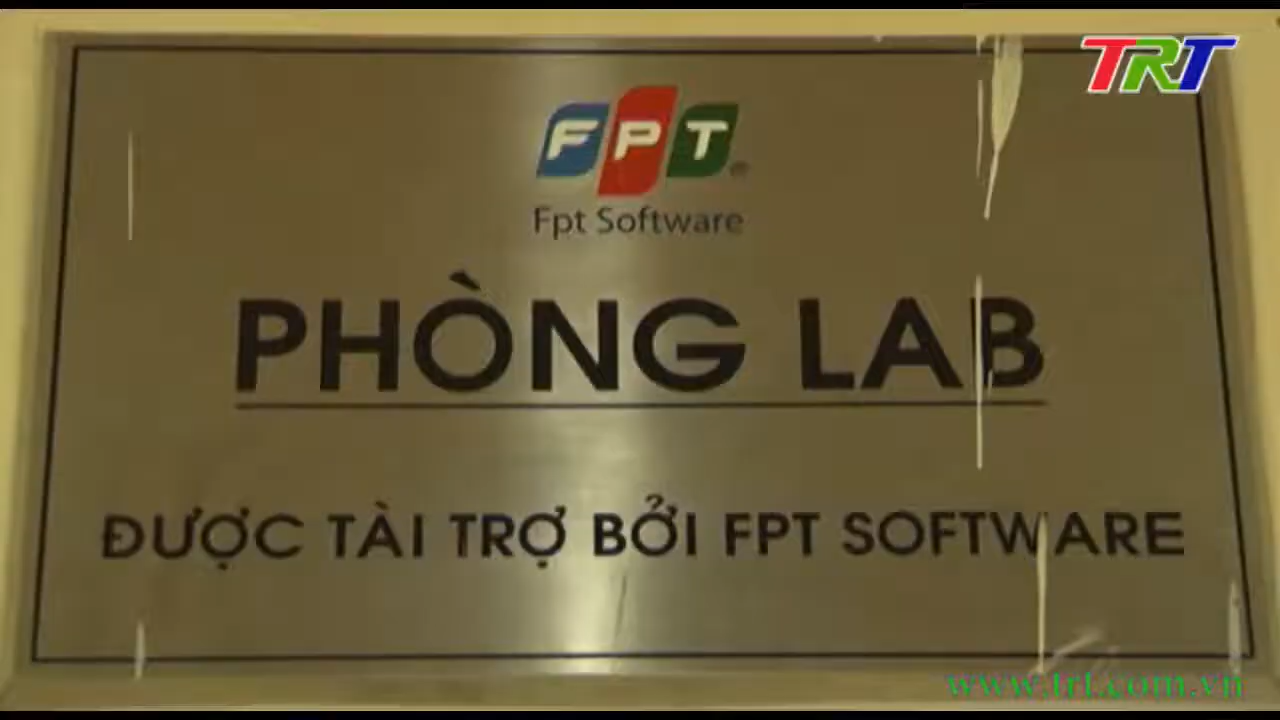 TRT
FPT
Fpt Software
PHÒNG LAB
ĐƯỢC TÀI TRỢ BỞI FPT SOFTWARE
www.trt.com.vn